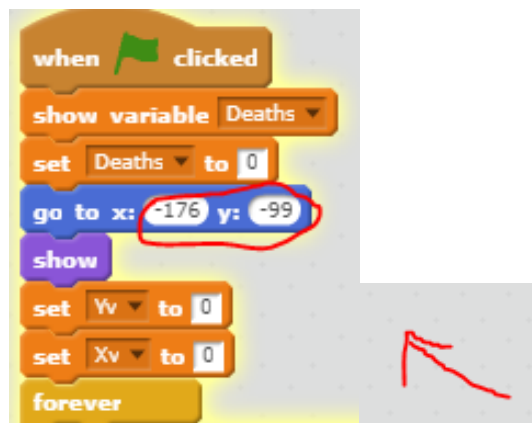 when clicked
show variable Deaths
set Deaths to 0
go to x: -176 y: -99
show
set Yv to 0
set Xv to 0
forever